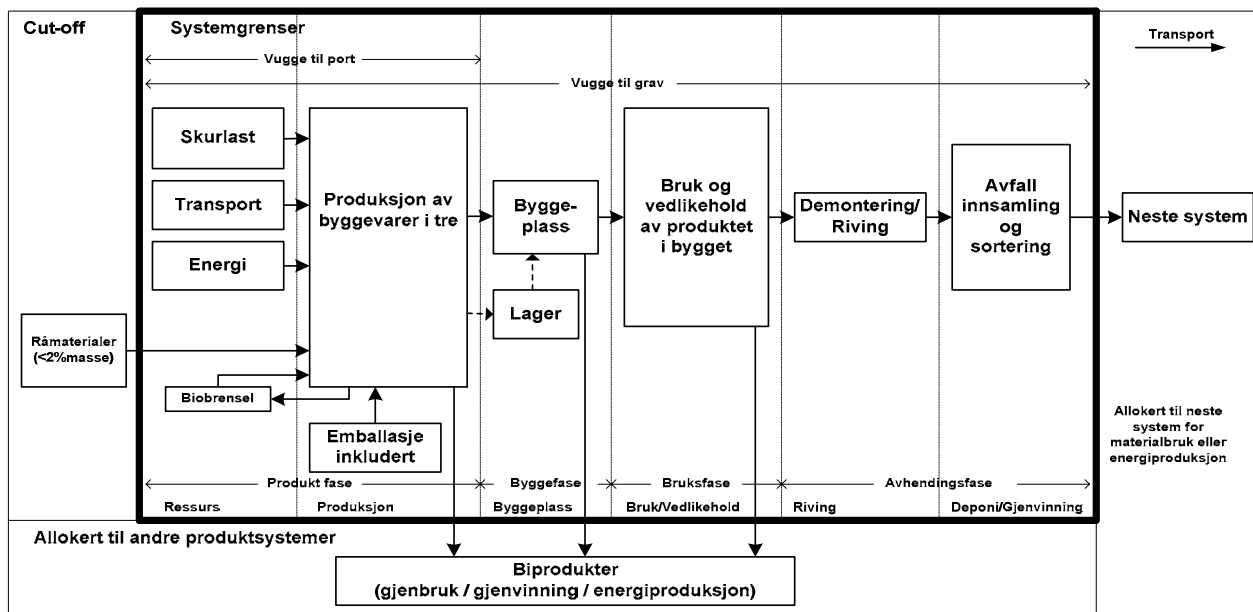 Cut-off
Systemgrenser
Transport
Vugge til port
Vugge til grav
Skurlast
Transport
Energi
Produksjon av
byggevarer i tre
Bygge-
plass
Lager
Bruk og
vedlikehold
av produktet
i bygget
Demontering/
Riving
Avfall
innsamling
og
sortering
Neste system
Råmaterialer
(<2%masse)
Biobrensel
Emballasje
inkludert
Allokert til neste
system for
materialbruk eller
energiproduksjon
Produkt fase
Byggefase
Bruksfase
Avhendingsfase
Ressurs
Produksjon
Byggeplass
Bruk/Vedlikehold
Riving
Deponi/Gjenvinning
Allokert til andre produktsystemer
Biprodukter
(gjenbruk / gjenvinning / energiproduksjon)